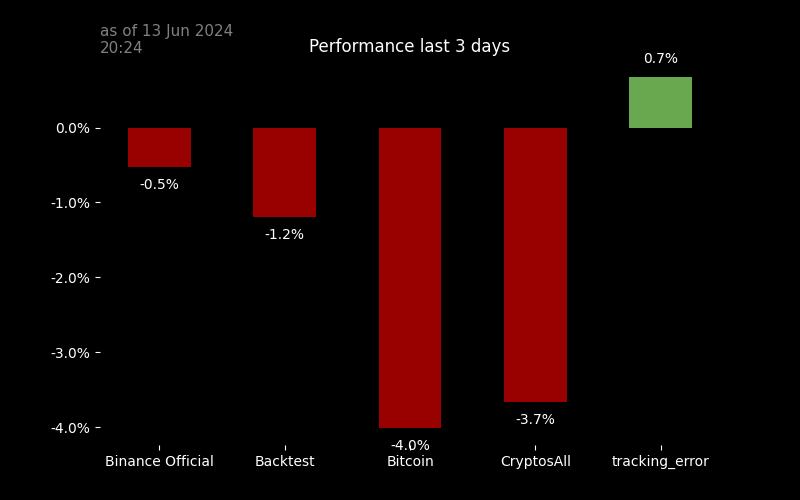 as of 13 Jun 2024
20:24
Performance last 3 days
0.7%
0.0%
-0.5%
-1.0%
-1.2%
-2.0%
-3.0%
-3.7%
-4.0%
-4.0%
Binance Official
Backtest
Bitcoin
CryptosAll
tracking_error